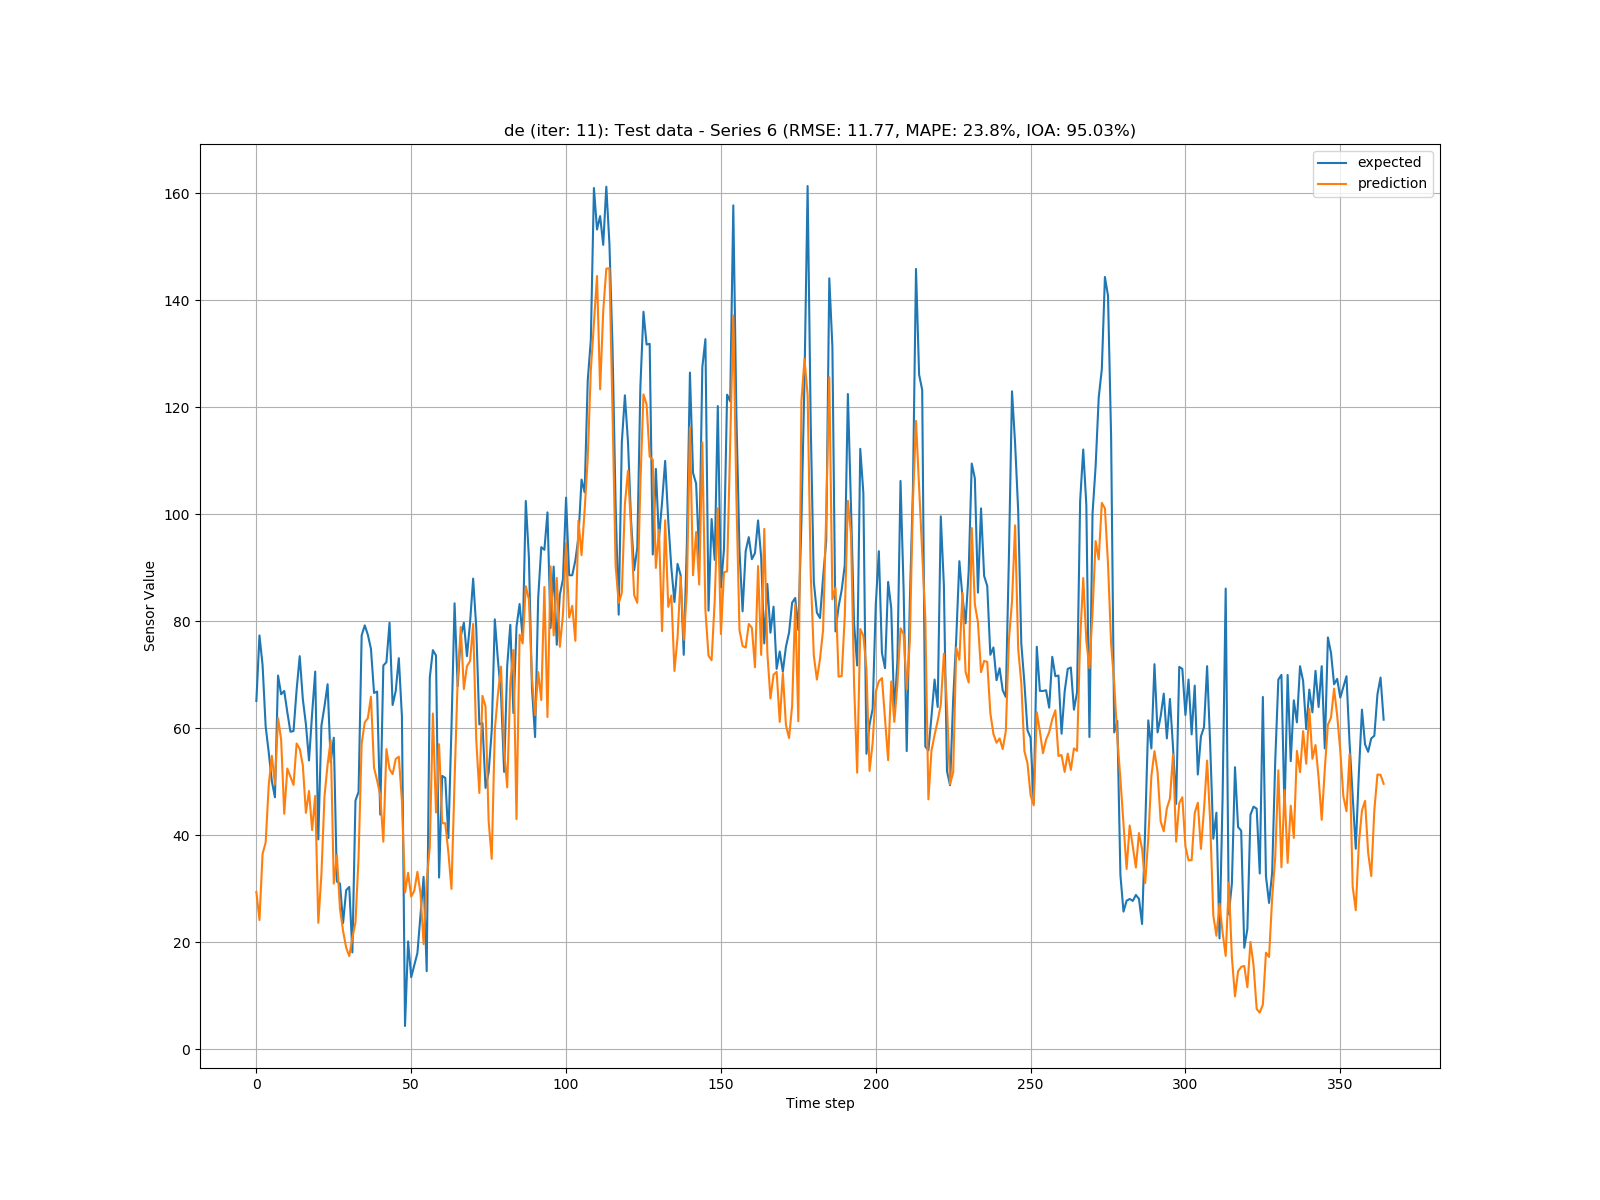 de (iter: 11): Test data - Series 6 (RMSE: 11.77, MAPE: 23.8%, IOA: 95.03%)
expected
prediction
160
140
120
100
80
60
40
20
0
Sensor Value
0 50 100 150 200 250 300 350
Time step